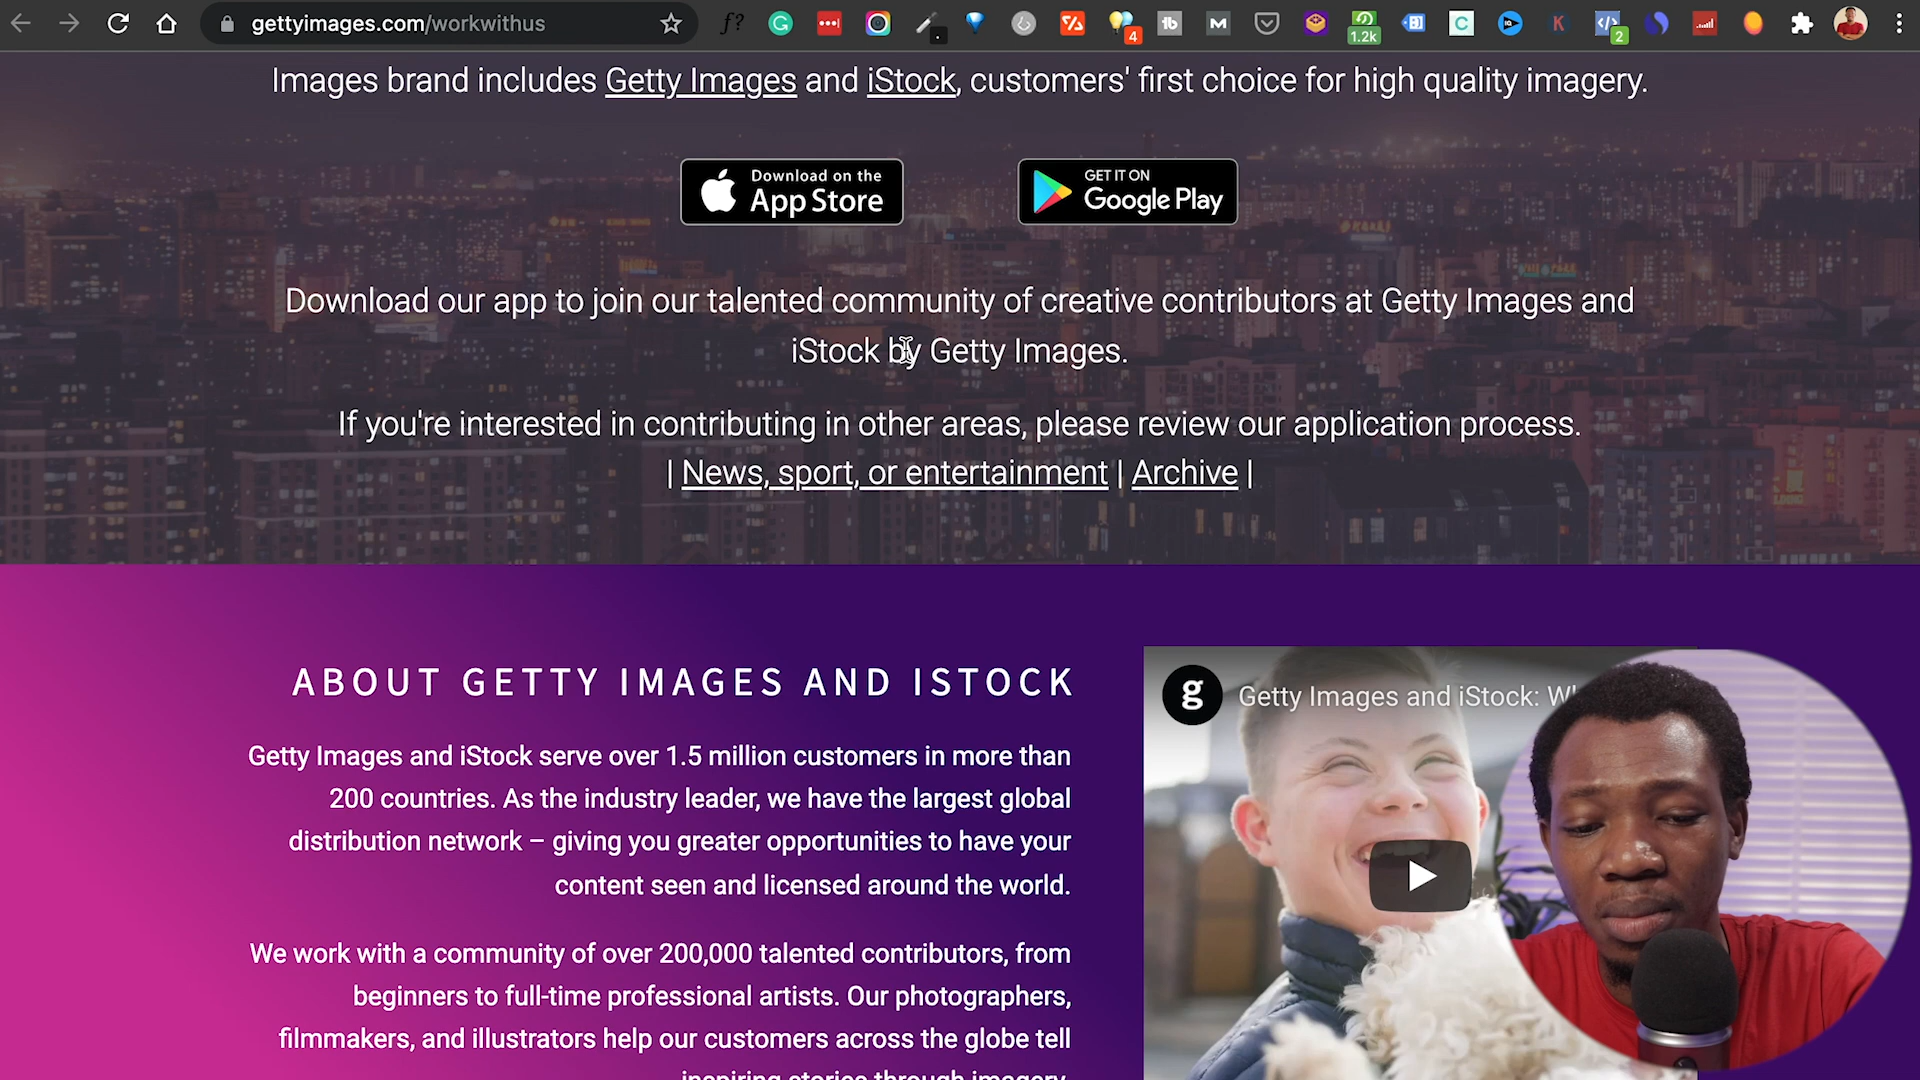 gettyimages.com/workwithus
f?
4
1.2k
2
Images brand includes Getty Images and iStock, customers' first choice for high quality imagery.
Download on the
App Store
GET IT ON
Google Play
Download our app to join our talented community of creative contributors at Getty Images and
iStock by Getty Images.
If you're interested in contributing in other areas, please review our application process.
| News, sport, or entertainment | Archive |
ABOUT GETTY IMAGES AND ISTOCK
Getty Images and iStock serve over 1.5 million customers in more than
200 countries. As the industry leader, we have the largest global
distribution network – giving you greater opportunities to have your
content seen and licensed around the world.
We work with a community of over 200,000 talented contributors, from
beginners to full-time professional artists. Our photographers,
filmmakers, and illustrators help our customers across the globe tell
inspiring stories through imagery.
g
Getty Images and iStock: